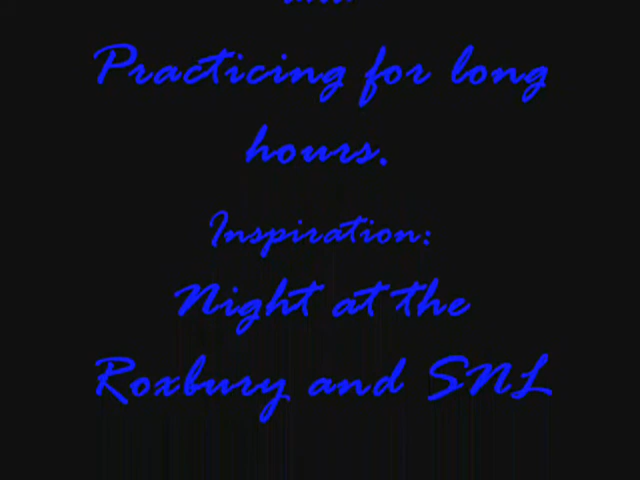 Practicing for long
hours.
Inspiration:
Night at the
Roxbury and SNL